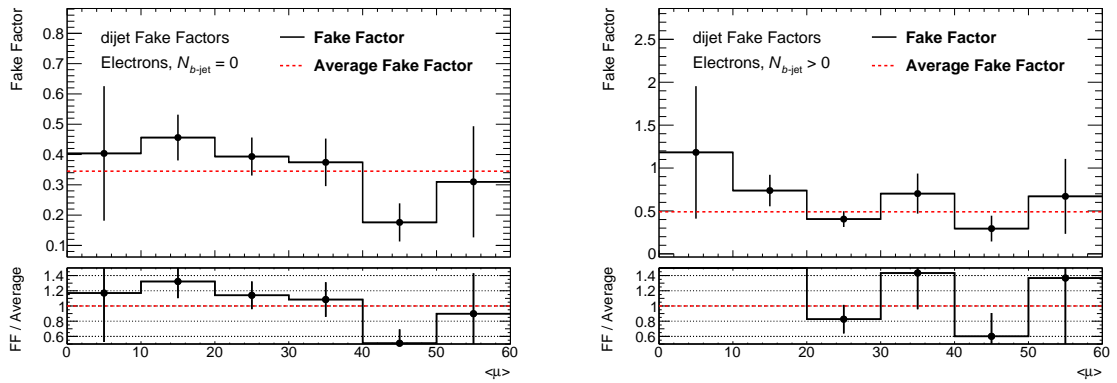 Fake Factor
0.8
0.7
0.6
0.5
0.4
0.3
0.2
0.1
dijet Fake Factors
Electrons, N_b-jet = 0
Fake Factor
Average Fake Factor
FF / Average
1.4
1.2
1
0.8
0.6
0 10 20 30 40 50 60
<μ>
Fake Factor
2.5
2
1.5
1
0.5
0
dijet Fake Factors
Electrons, N_b-jet > 0
Fake Factor
Average Fake Factor
FF / Average
1.4
1.2
1
0.8
0.6
0 10 20 30 40 50 60
<μ>